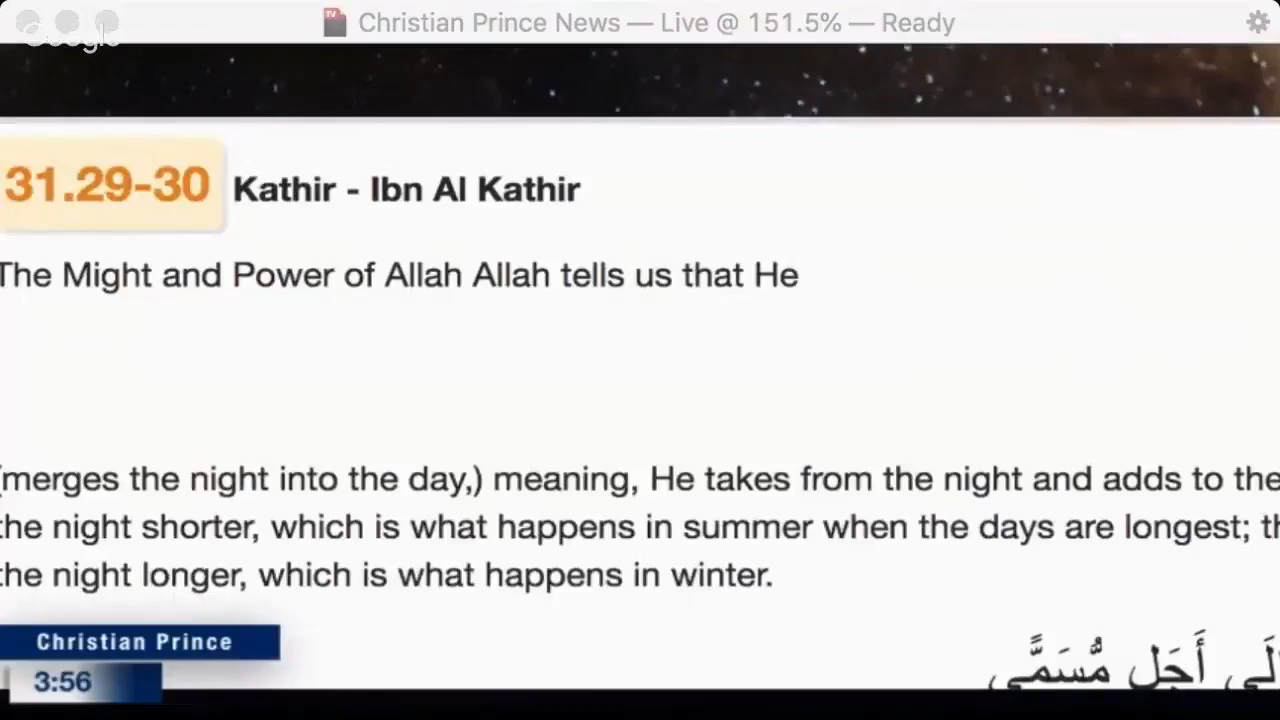 Christian Prince News — Live @ 151.5% — Ready
Google
31.29-30 Kathir - Ibn Al Kathir
The Might and Power of Allah Allah tells us that He
(merges the night into the day,) meaning, He takes from the night and adds to the
the night shorter, which is what happens in summer when the days are longest;
the night longer, which is what happens in winter.
أَجَلٍ مُّسَمًّى
Christian Prince
3:56